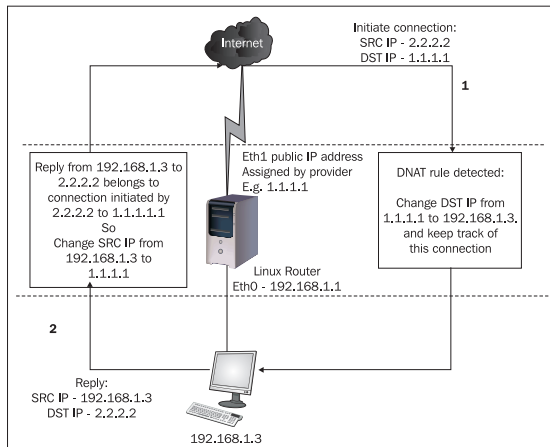 Internet
Initiate connection:
SRC IP - 2.2.2.2
DST IP - 1.1.1.1
1
Reply from 192.168.1.3 to
2.2.2.2 belongs to
connection initiated by
2.2.2.2 to 1.1.1.1.1
So
Change SRC IP from
192.168.1.3 to
1.1.1.1
Eth1 public IP address
Assigned by provider
E.g. 1.1.1.1
DNAT rule detected:
Change DST IP from
1.1.1.1 to 192.168.1.3.
and keep track of
this connection
Linux Router
Eth0 - 192.168.1.1
2
Reply:
SRC IP - 192.168.1.3
DST IP - 2.2.2.2
192.168.1.3